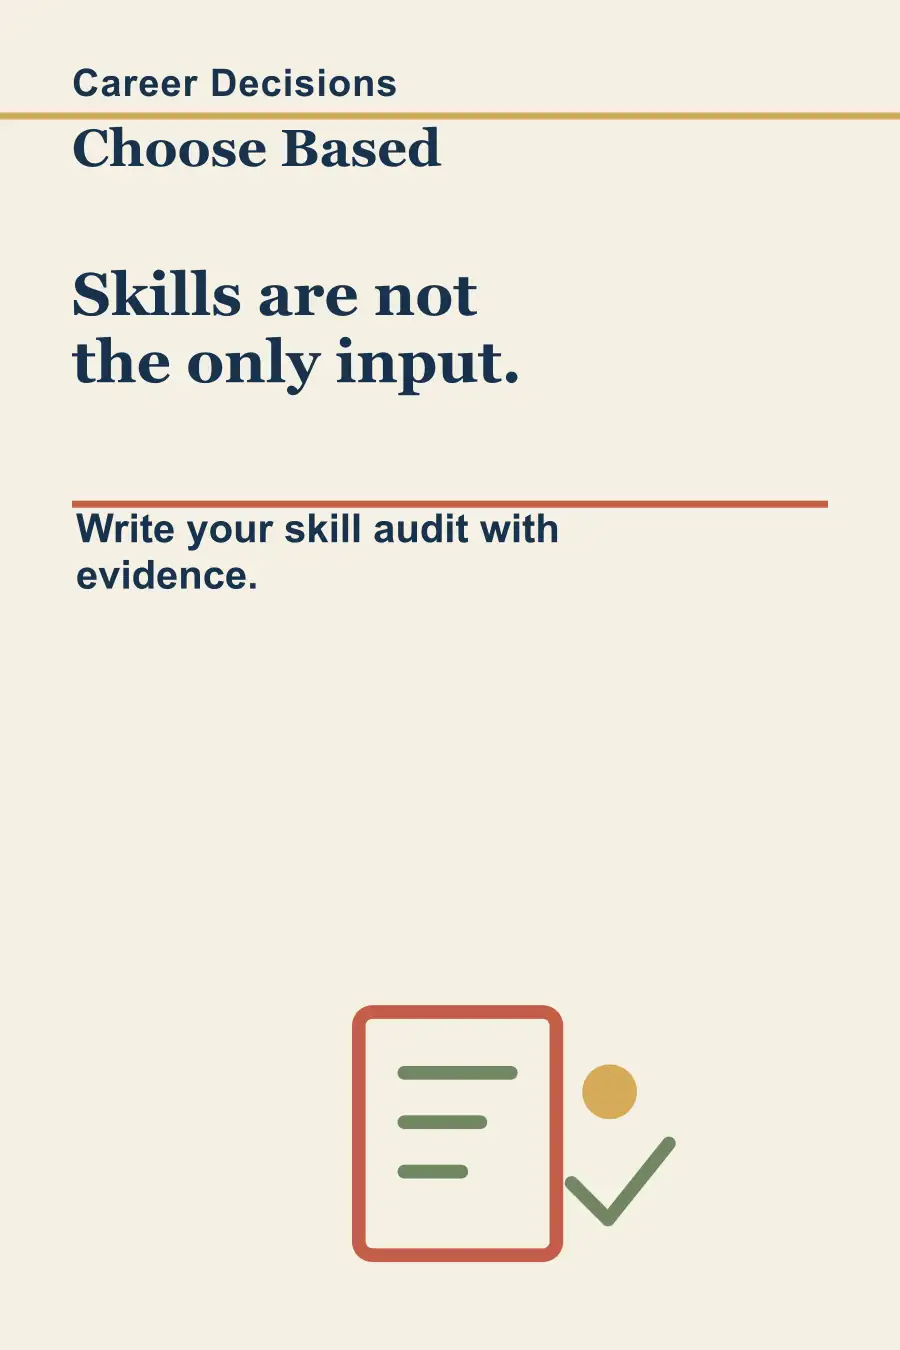 Career Decisions
Choose Based
Skills are not
the only input.
Write your skill audit with
evidence.